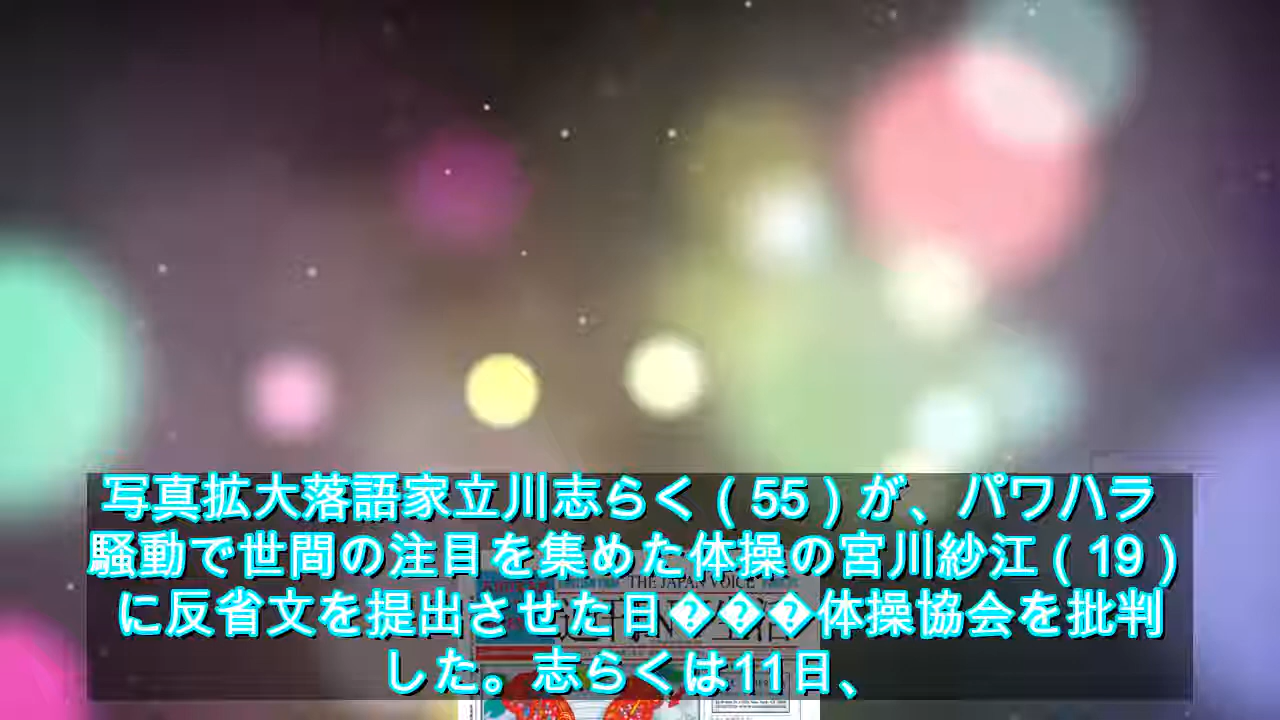 写真拡大落語家立川志らく(55)が、パワハラ
騒動で世間の注目を集めた体操の宮川紗江(19)
に反省文を提出させた日���体操協会を批判
した。志らくは11日、
THE JAPAN VOICE